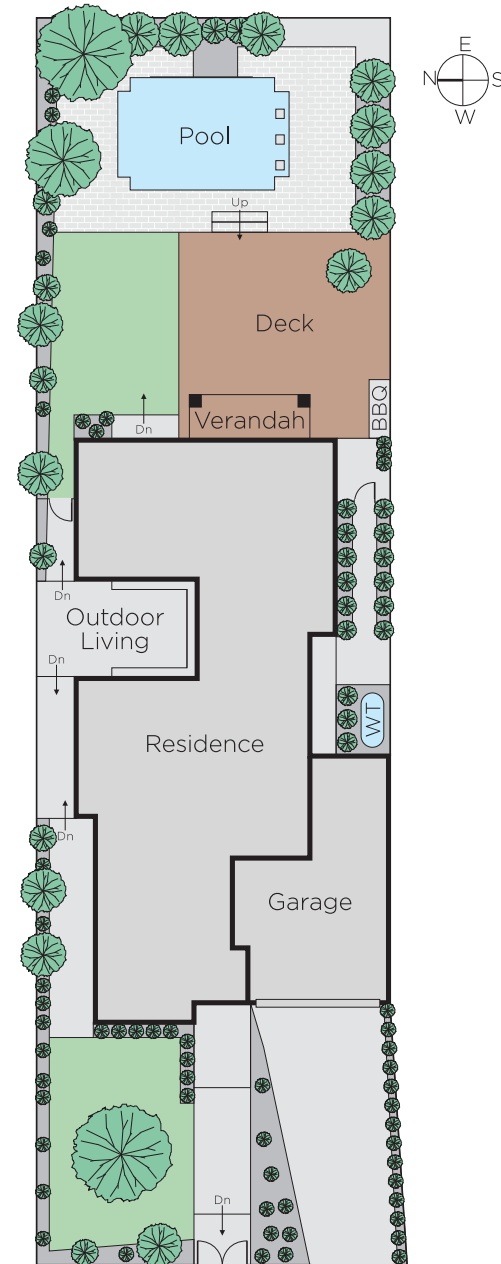 E
N
S
W
Pool
Up
Deck
BBQ
Verandah
Dn
Dn
Outdoor
Living
Dn
WT
Residence
Dn
Garage
Dn